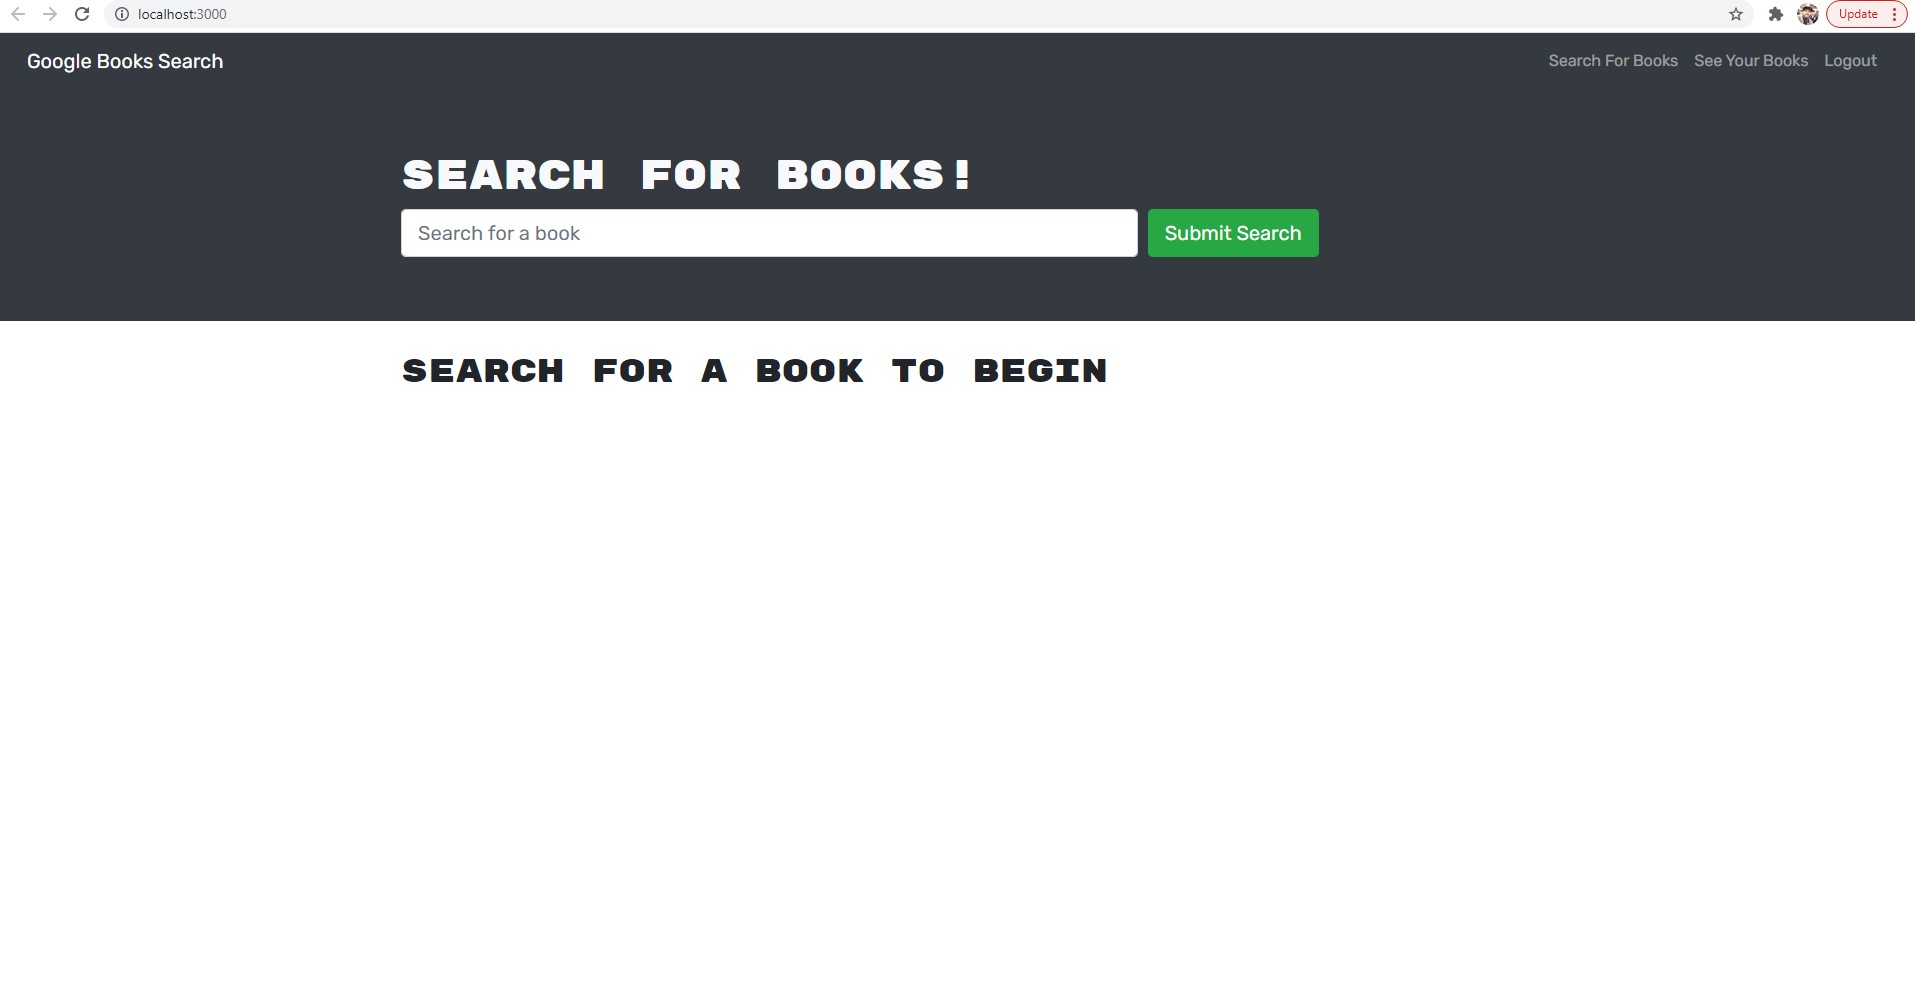 localhost:3000
Update
Google Books Search
Search For Books
See Your Books
Logout
SEARCH FOR BOOKS!
Search for a book
Submit Search
SEARCH FOR A BOOK TO BEGIN